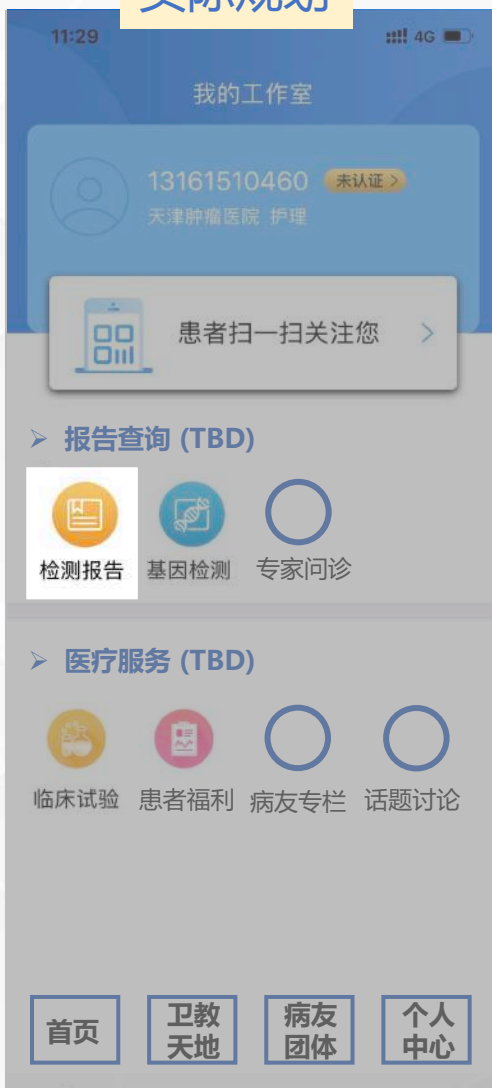 实际规划
11:29 4G
我的工作室
13161510460 未认证 >
天津肿瘤医院 护理
患者扫一扫关注您 >
报告查询 (TBD)
检测报告 基因检测 专家问诊
医疗服务 (TBD)
临床试验 患者福利 病友专栏 话题讨论
首页 卫教天地 病友团体 个人中心